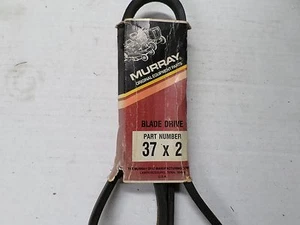 MURRAY
ORIGINAL EQUIPMENT PARTS
BLADE DRIVE
PART NUMBER
37 x 2
U S A